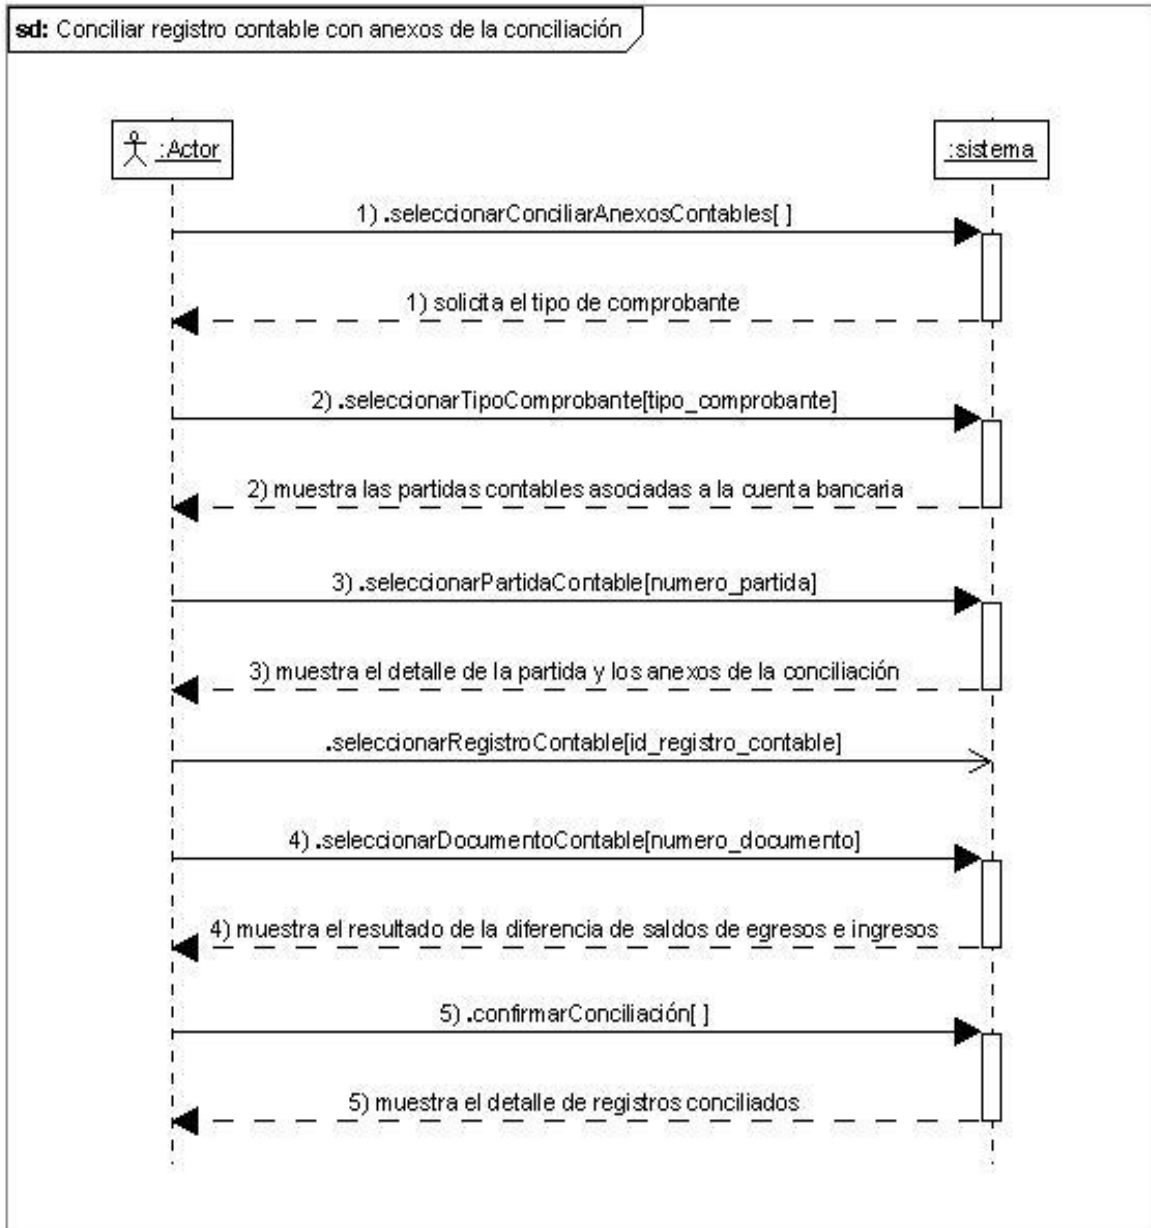 sd: Conciliar registro contable con anexos de la conciliación
:Actor
:sistema
1) .seleccionarConciliarAnexosContables[ ]
1) solicita el tipo de comprobante
2) .seleccionarTipoComprobante[tipo_comprobante]
2) muestra las partidas contables asociadas a la cuenta bancaria
3) .seleccionarPartidaContable[numero_partida]
3) muestra el detalle de la partida y los anexos de la conciliación
.seleccionarRegistroContable[id_registro_contable]
4) .seleccionarDocumentoContable[numero_documento]
4) muestra el resultado de la diferencia de saldos de egresos e ingresos
5) .confirmarConciliación[ ]
5) muestra el detalle de registros conciliados